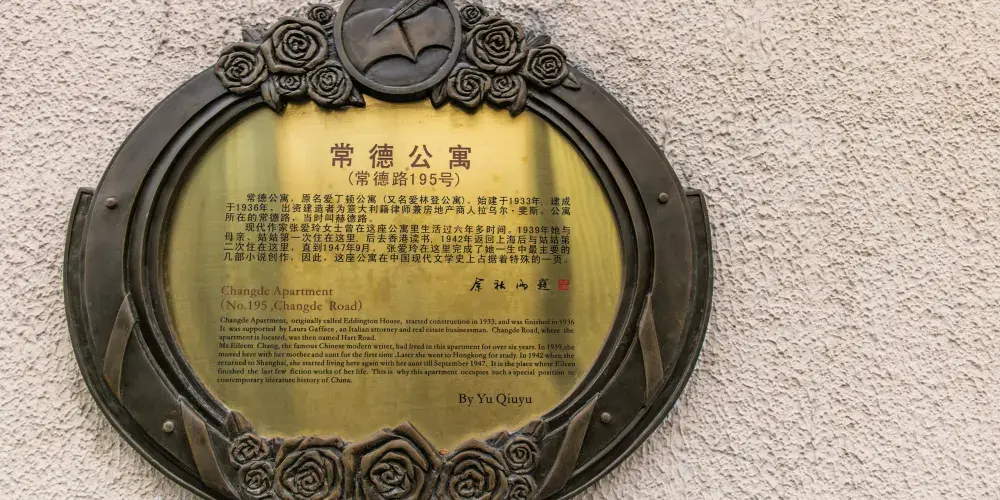 常德公寓
(常德路195号)
常德公寓，原名爱丁顿公寓（又名爱林登公寓），始建于1933年，建成
于1936年，出资建造者为意大利籍律师兼房地产商人拉乌尔·斐斯。公寓
所在的常德路，当时叫赫德路。
现代作家张爱玲女士曾在这座公寓里生活过六年多时间。1939年她与
母亲、姑姑第一次住在这里，后去香港读书，1942年返回上海后与姑姑第
二次住在这里，直到1947年9月。张爱玲在这里完成了她一生中最主要的
几部小说创作，因此，这座公寓在中国现代文学史上占据着特殊的一页。
余秋雨题
Changde Apartment
(No.195 ,Changde Road)
Changde Apartment, originally called Eddington House, started construction in 1933, and was finished in 1936
It was supported by Laura Gaffece , an Italian attorney and real estate businessman. Changde Road, where the
apartment is located, was then named Hart Road.
Ms.Eileem Chang, the famous Chinese modern writer, had lived in this apartment for over six years. In 1939,she
moved here with her mother and aunt for the first time .Later she went to Hongkong for study. In 1942 when she
returned to Shanghai, she started living here again with her aunt till September 1947. It is the place where Eileen
finished the last few fiction works of her life. This is why this apartment occupies such a special position in
contemporary literature history of China.
By Yu Qiuyu